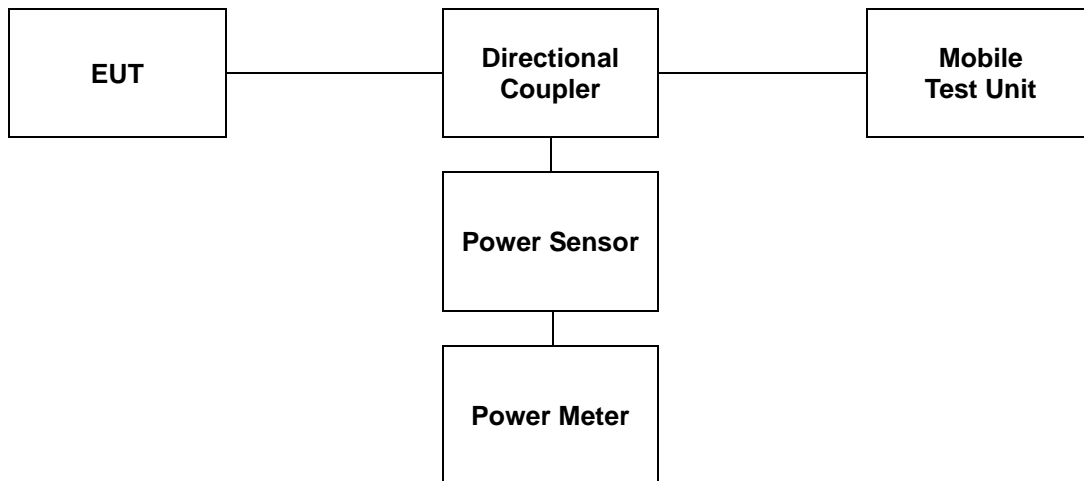 EUT
Directional
Coupler
Mobile
Test Unit
Power Sensor
Power Meter